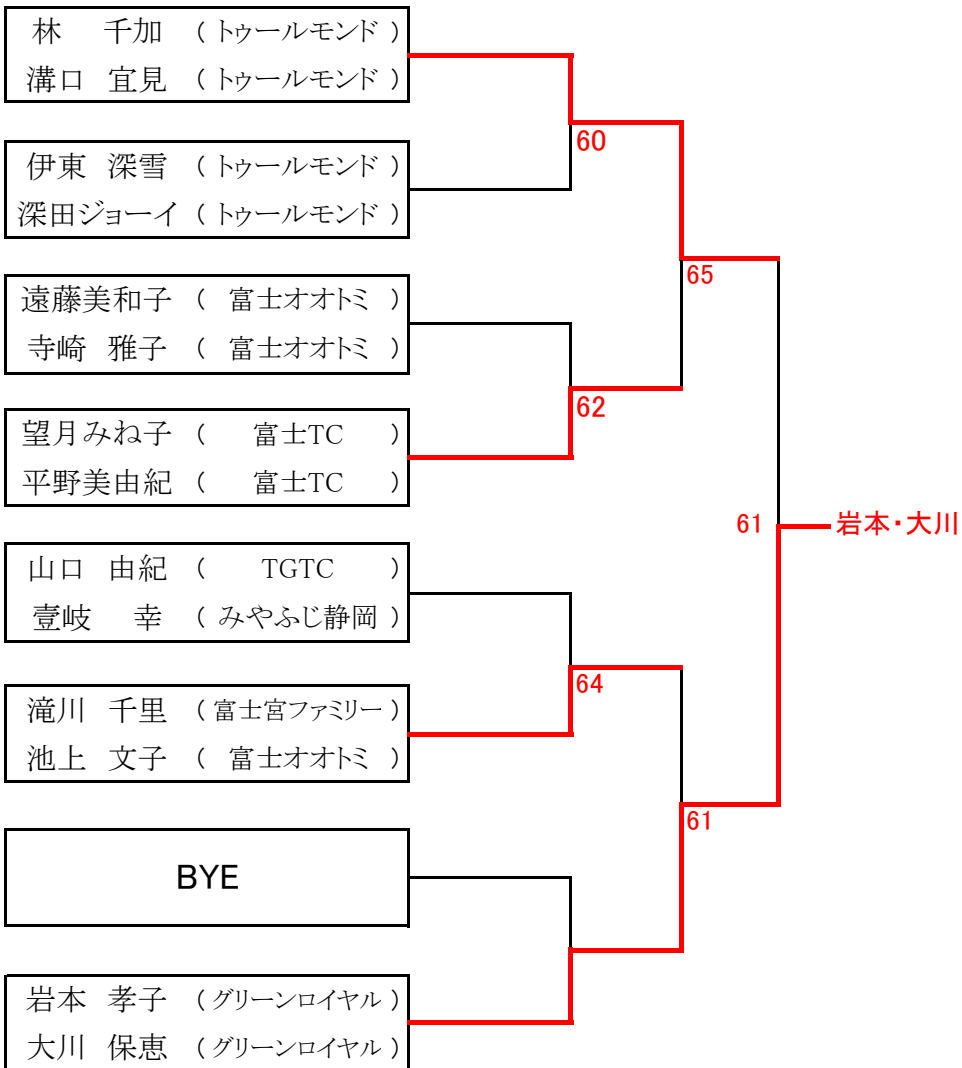 林 千加 ( トゥールモンド )
溝口 宜見 ( トゥールモンド )
60
伊東 深雪 ( トゥールモンド )
深田ジョーイ ( トゥールモンド )
65
遠藤美和子 ( 富士オオトミ )
寺崎 雅子 ( 富士オオトミ )
62
望月みね子 ( 富士TC )
平野美由紀 ( 富士TC )
61 岩本・大川
山口 由紀 ( TGTC )
壹岐 幸 ( みやふじ静岡 )
64
滝川 千里 ( 富士宮ファミリー )
池上 文子 ( 富士オオトミ )
61
BYE
岩本 孝子 ( グリーンロイヤル )
大川 保恵 ( グリーンロイヤル )